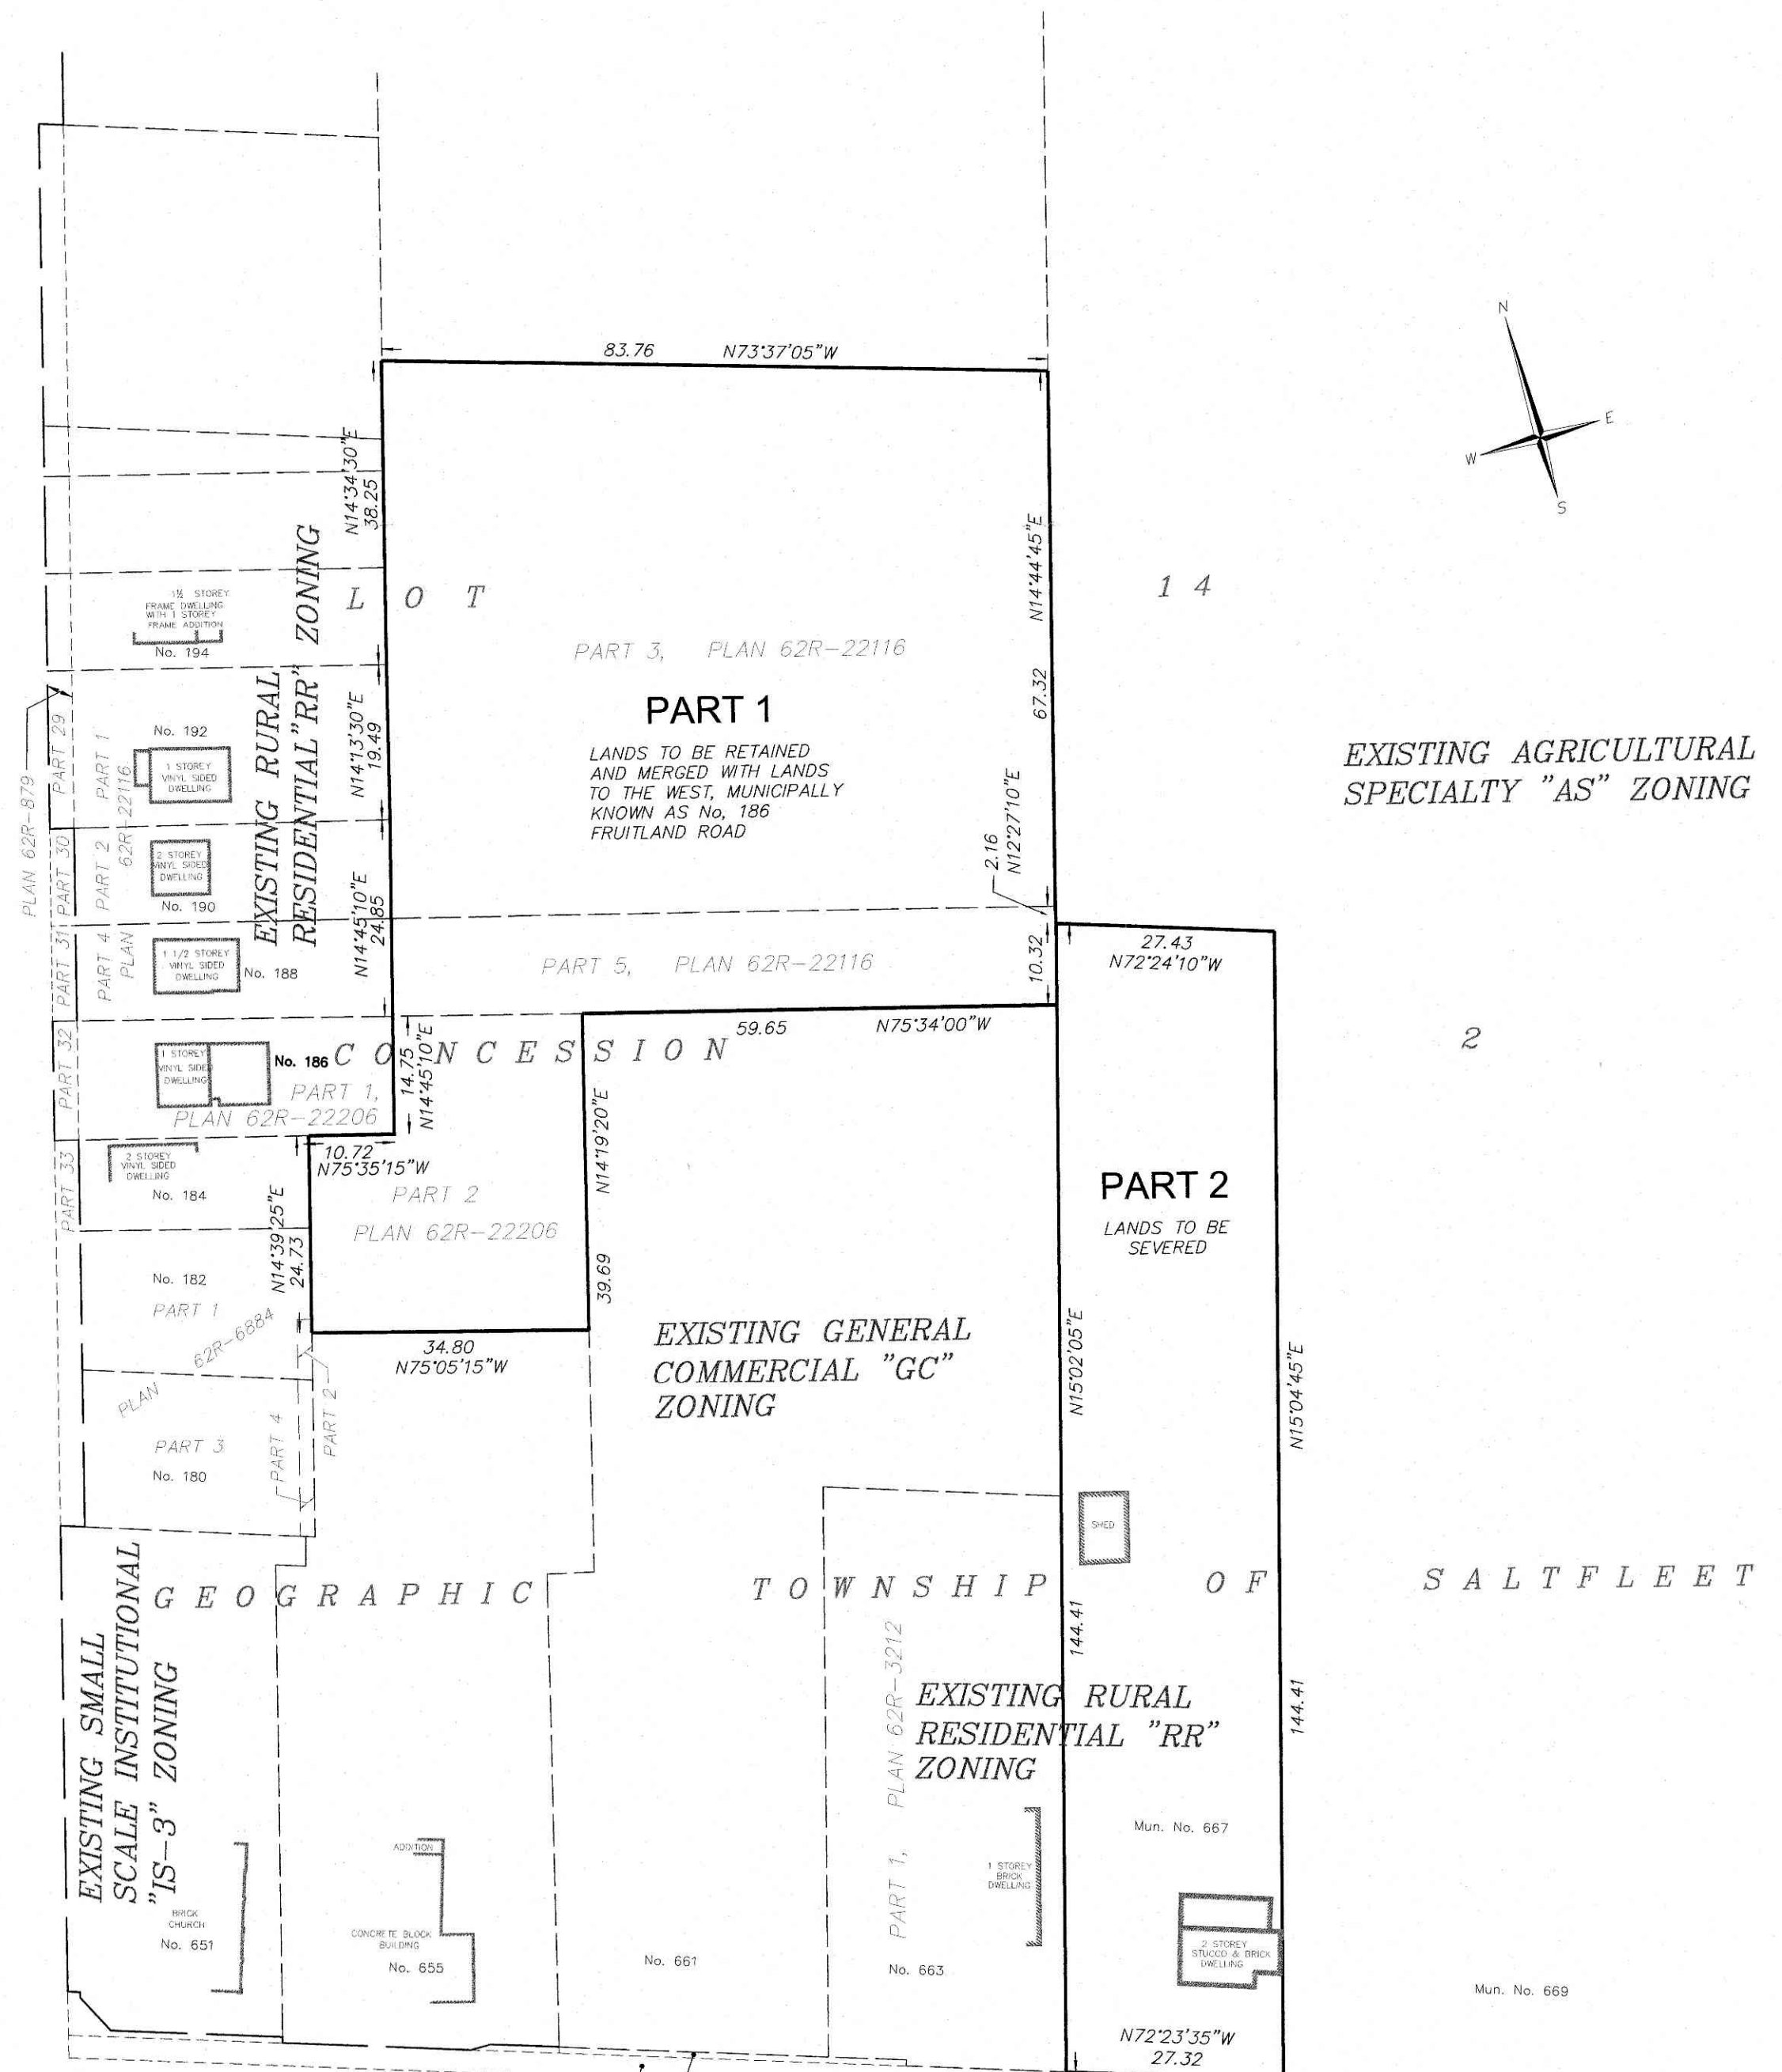 83.76 N73°37'05"W
N
E
W
S
N14°34'30"E
38.25
N14°44'45"E
67.32
1½ STOREY
FRAME DWELLING
WITH 1 STOREY
FRAME ADDITION
No. 194
EXISTING RURAL
RESIDENTIAL"RR" ZONING
L O T
1 4
PART 3, PLAN 62R-22116
PART 1
LANDS TO BE RETAINED
AND MERGED WITH LANDS
TO THE WEST, MUNICIPALLY
KNOWN AS No, 186
FRUITLAND ROAD
EXISTING AGRICULTURAL
SPECIALTY "AS" ZONING
PLAN 62R-879
PART 29
PART 1
No. 192
1 STOREY
VINYL SIDED
DWELLING
N14°13'30"E
19.49
PART 30
PART 2
62R-22116
2 STOREY
VINYL SIDED
DWELLING
No. 190
N14°45'10"E
24.85
2.16
N12°27'10"E
PART 31
PART 4
PLAN
1 1/2 STOREY
VINYL SIDED
DWELLING
No. 188
PART 5, PLAN 62R-22116
10.32
27.43
N72°24'10"W
59.65 N75°34'00"W
C O N C E S S I O N
2
PART 32
1 STOREY
VINYL SIDE
DWELLING
No. 186
PART 1,
PLAN 62R-22206
14.75
N14°45'10"E
10.72
N75°35'15"W
N14°19'20"E
39.69
PART 33
2 STOREY
VINYL SIDED
DWELLING
No. 184
N14°39'25"E
24.73
PART 2
PLAN 62R-22206
PART 2
LANDS TO BE
SEVERED
No. 182
PART 1
62R-6884
PLAN
34.80
N75°05'15"W
EXISTING GENERAL
COMMERCIAL "GC"
ZONING
N15°02'05"E
144.41
N15°04'45"E
144.41
PART 3
No. 180
PART 4
PART 2
SHED
G E O G R A P H I C T O W N S H I P O F S A L T F L E E T
EXISTING SMALL
SCALE INSTITUTIONAL
"IS-3" ZONING
PART 1, PLAN 62R-3212
EXISTING RURAL
RESIDENTIAL "RR"
ZONING
Mun. No. 667
BRICK
CHURCH
No. 651
ADDITION
CONCRETE BLOCK
BUILDING
No. 655
No. 661
1 STOREY
BRICK
DWELLING
No. 663
2 STOREY
STUCCO & BRICK
DWELLING
Mun. No. 669
N72°23'35"W
27.32